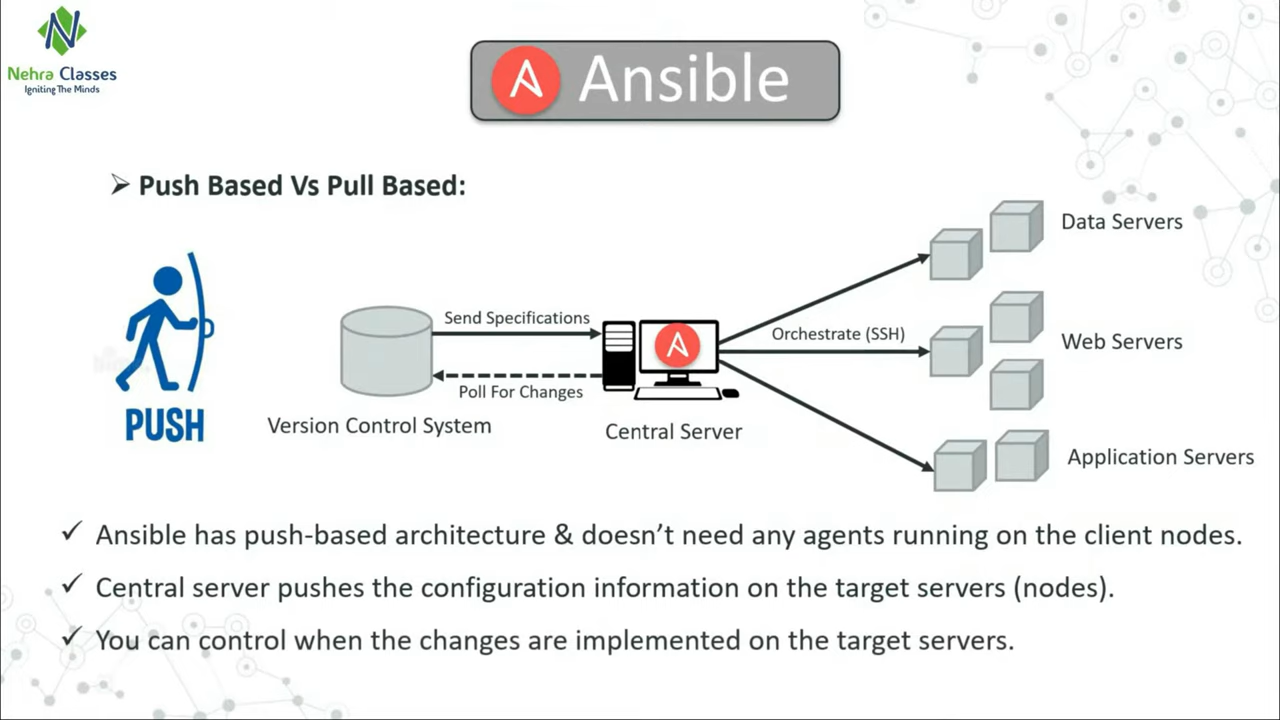 Nehra Classes
Igniting The Minds
Ansible
➢ Push Based Vs Pull Based:
PUSH
Version Control System
Send Specifications
Poll For Changes
Central Server
Orchestrate (SSH)
Data Servers
Web Servers
Application Servers
✓ Ansible has push-based architecture & doesn’t need any agents running on the client nodes.
✓ Central server pushes the configuration information on the target servers (nodes).
✓ You can control when the changes are implemented on the target servers.